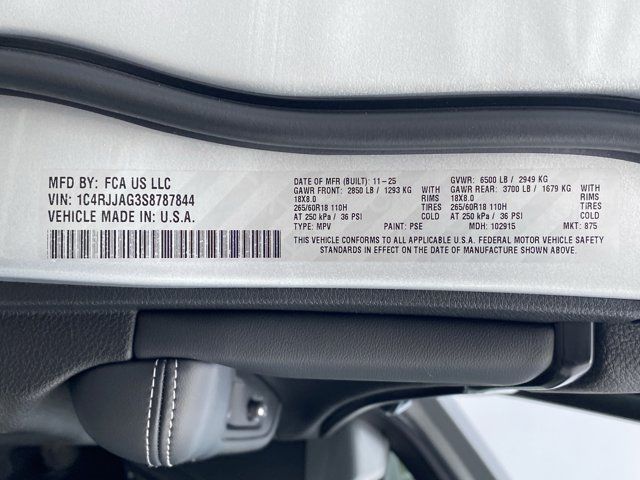 MFD BY: FCA US LLC
VIN: 1C4RJJAG3S8787844
VEHICLE MADE IN: U.S.A.
DATE OF MFR (BUILT): 11-25 GVWR: 6500 LB / 2949 KG
GAWR FRONT: 2850 LB / 1293 KG WITH GAWR REAR: 3700 LB / 1679 KG WITH
18X8.0 RIMS 18X8.0 RIMS
265/60R18 110H TIRES 265/60R18 110H TIRES
AT 250 kPa / 36 PSI COLD AT 250 kPa / 36 PSI COLD
TYPE: MPV PAINT: PSE MDH: 102915 MKT: 875
THIS VEHICLE CONFORMS TO ALL APPLICABLE U.S.A. FEDERAL MOTOR VEHICLE SAFETY
STANDARDS IN EFFECT ON THE DATE OF MANUFACTURE SHOWN ABOVE.